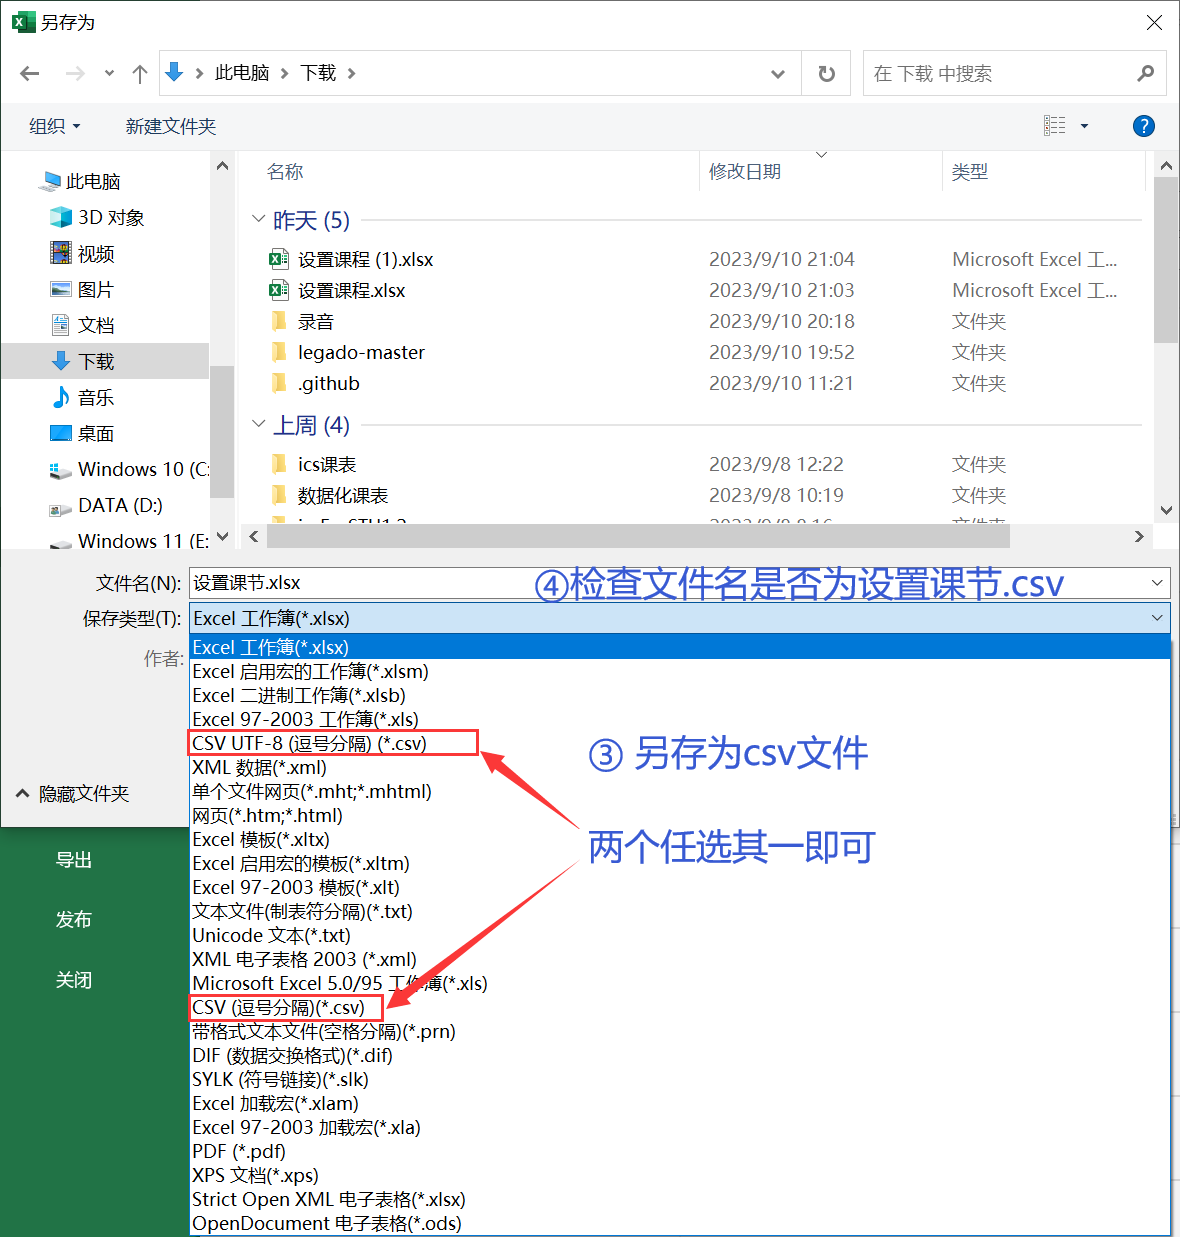 另存为
此电脑 下载
在 下载 中搜索
组织
新建文件夹
名称 修改日期 类型
此电脑
3D 对象
视频
图片
文档
下载
音乐
桌面
Windows 10 (C:
DATA (D:)
Windows 11 (E:
昨天 (5)
设置课程 (1).xlsx 2023/9/10 21:04 Microsoft Excel 工...
设置课程.xlsx 2023/9/10 21:03 Microsoft Excel 工...
录音 2023/9/10 20:18 文件夹
legado-master 2023/9/10 19:52 文件夹
.github 2023/9/10 11:21 文件夹
上周 (4)
ics课表 2023/9/8 12:22 文件夹
数据化课表 2023/9/8 10:19 文件夹
文件名(N): 设置课节.xlsx
④检查文件名是否为设置课节.csv
保存类型(T): Excel 工作簿(*.xlsx)
作者:
Excel 工作簿(*.xlsx)
Excel 启用宏的工作簿(*.xlsm)
Excel 二进制工作簿(*.xlsb)
Excel 97-2003 工作簿(*.xls)
CSV UTF-8 (逗号分隔) (*.csv)
XML 数据(*.xml)
单个文件网页(*.mht;*.mhtml)
网页(*.htm;*.html)
Excel 模板(*.xltx)
Excel 启用宏的模板(*.xltm)
Excel 97-2003 模板(*.xlt)
文本文件(制表符分隔)(*.txt)
Unicode 文本(*.txt)
XML 电子表格 2003 (*.xml)
Microsoft Excel 5.0/95 工作簿(*.xls)
CSV (逗号分隔)(*.csv)
带格式文本文件(空格分隔)(*.prn)
DIF (数据交换格式)(*.dif)
SYLK (符号链接)(*.slk)
Excel 加载宏(*.xlam)
Excel 97-2003 加载宏(*.xla)
PDF (*.pdf)
XPS 文档(*.xps)
Strict Open XML 电子表格(*.xlsx)
OpenDocument 电子表格(*.ods)
③ 另存为csv文件
两个任选其一即可
隐藏文件夹
导出
发布
关闭